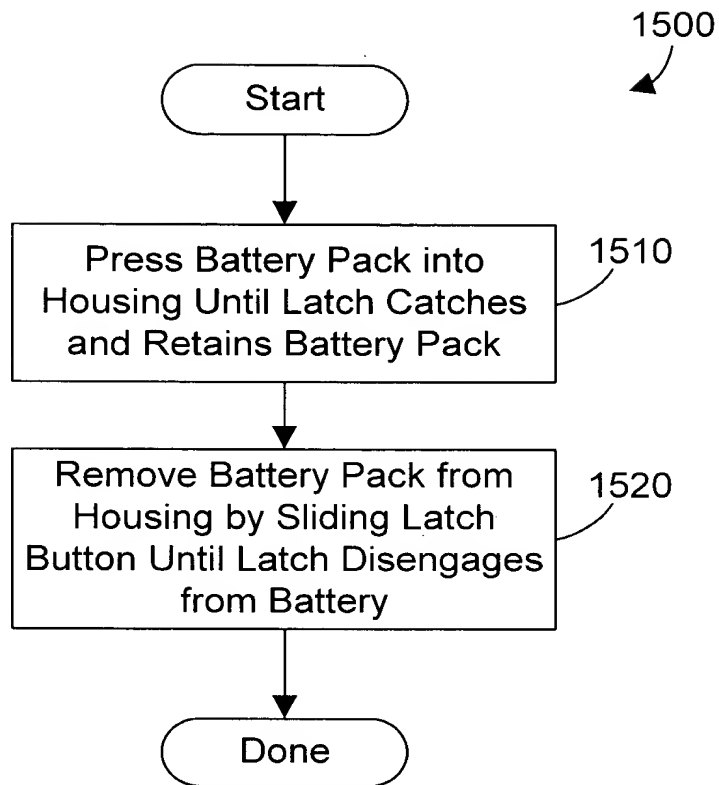 1500
Start
Press Battery Pack into
Housing Until Latch Catches
and Retains Battery Pack
1510
Remove Battery Pack from
Housing by Sliding Latch
Button Until Latch Disengages
from Battery
1520
Done